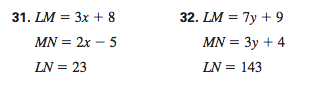 31. LM = 3x + 8
MN = 2x − 5
LN = 23
32. LM = 7y + 9
MN = 3y + 4
LN = 143